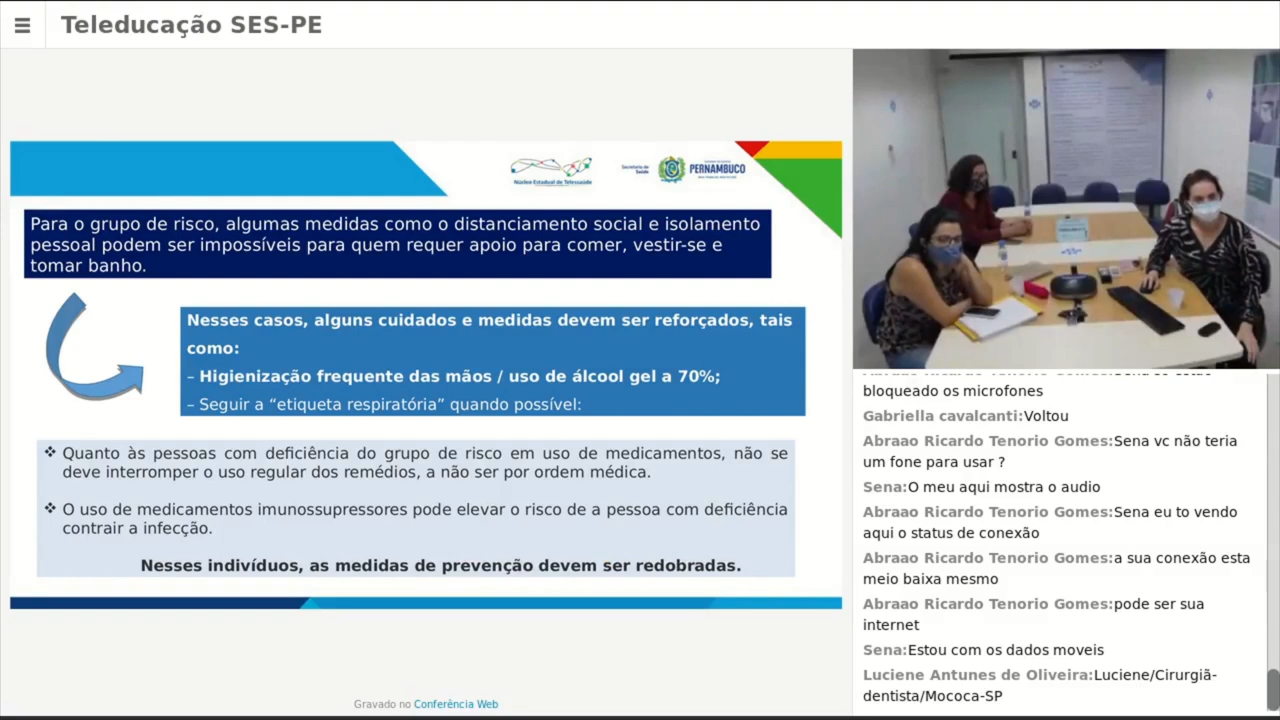 Teleducação SES-PE
Núcleo Estadual de Telessaúde
Secretaria de
Saúde
PERNAMBUCO
Para o grupo de risco, algumas medidas como o distanciamento social e isolamento
pessoal podem ser impossíveis para quem requer apoio para comer, vestir-se e
tomar banho.
Nesses casos, alguns cuidados e medidas devem ser reforçados, tais
como:
– Higienização frequente das mãos / uso de álcool gel a 70%;
– Seguir a “etiqueta respiratória” quando possível:
❖ Quanto às pessoas com deficiência do grupo de risco em uso de medicamentos, não se
deve interromper o uso regular dos remédios, a não ser por ordem médica.
❖ O uso de medicamentos imunossupressores pode elevar o risco de a pessoa com deficiência
contrair a infecção.
Nesses indivíduos, as medidas de prevenção devem ser redobradas.
Gravado no Conferência Web
bloqueado os microfones
Gabriella cavalcanti:Voltou
Abraao Ricardo Tenorio Gomes:Sena vc não teria
um fone para usar ?
Sena:O meu aqui mostra o audio
Abraao Ricardo Tenorio Gomes:Sena eu to vendo
aqui o status de conexão
Abraao Ricardo Tenorio Gomes:a sua conexão esta
meio baixa mesmo
Abraao Ricardo Tenorio Gomes:pode ser sua
internet
Sena:Estou com os dados moveis
Luciene Antunes de Oliveira:Luciene/Cirurgiã-
dentista/Mococa-SP